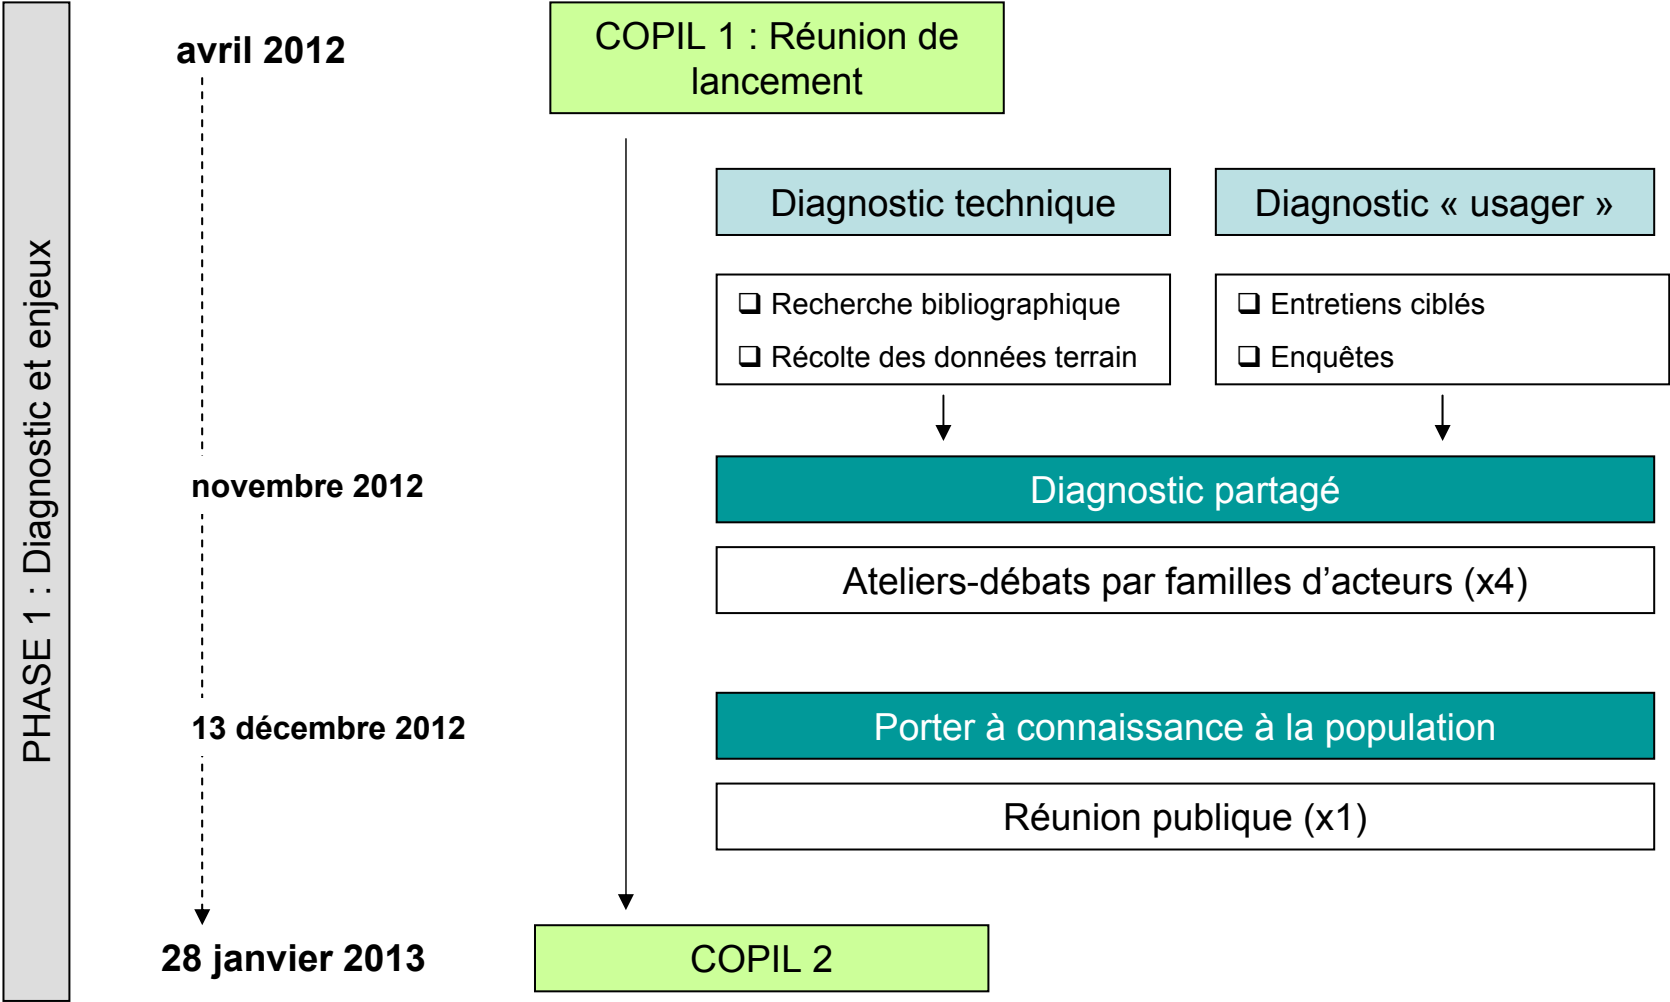 PHASE 1 : Diagnostic et enjeux
avril 2012
COPIL 1 : Réunion de
lancement
Diagnostic technique
Diagnostic « usager »
❑ Recherche bibliographique
❑ Récolte des données terrain
❑ Entretiens ciblés
❑ Enquêtes
novembre 2012
Diagnostic partagé
Ateliers-débats par familles d’acteurs (x4)
13 décembre 2012
Porter à connaissance à la population
Réunion publique (x1)
28 janvier 2013
COPIL 2